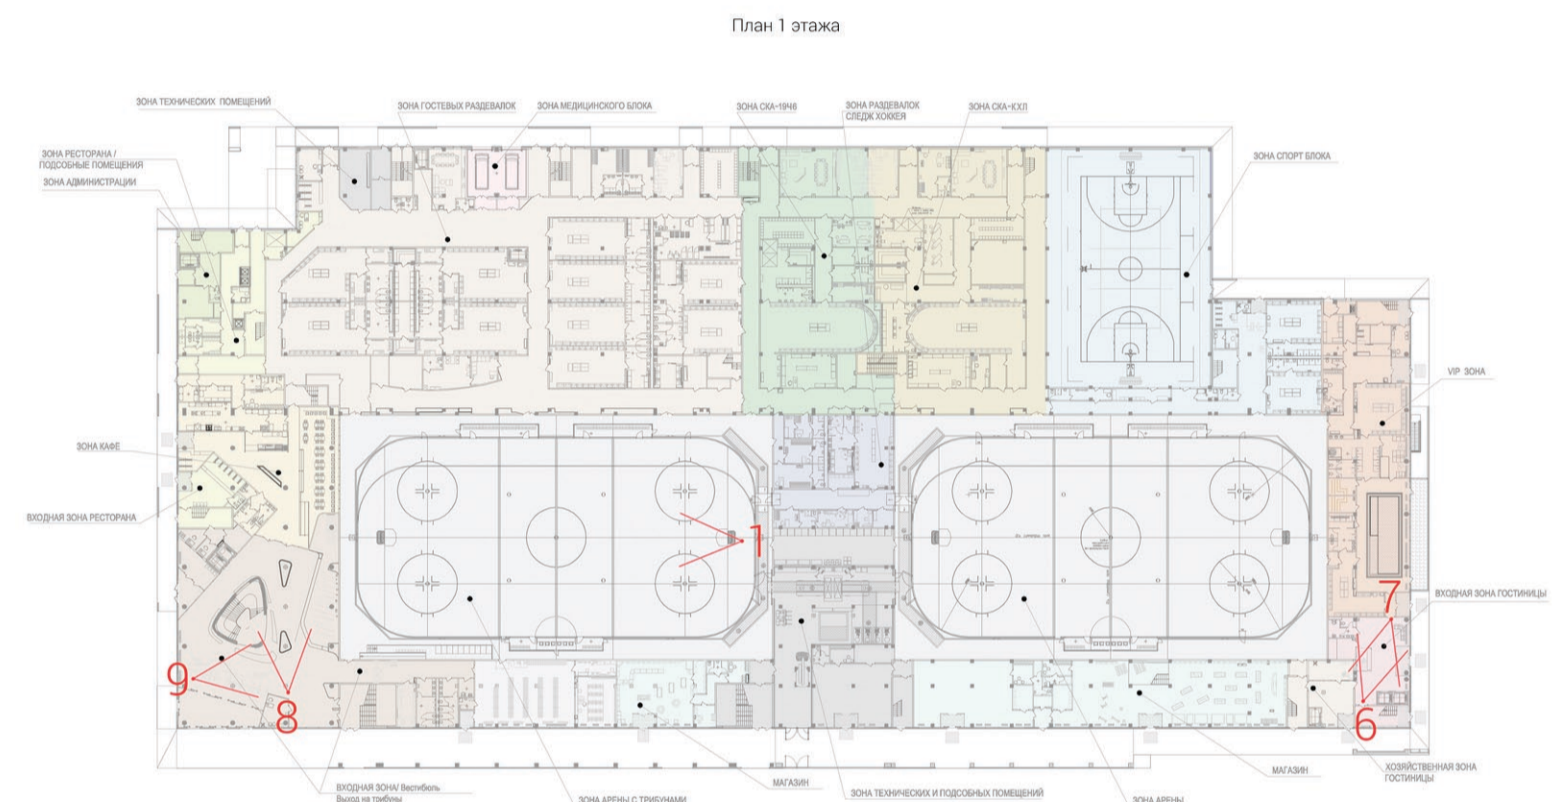 План 1 этажа
ЗОНА ТЕХНИЧЕСКИХ ПОМЕЩЕНИЙ
ЗОНА ГОСТЕВЫХ РАЗДЕВАЛОК
ЗОНА МЕДИЦИНСКОГО БЛОКА
ЗОНА СКА-1946
ЗОНА РАЗДЕВАЛОК
СЛЕДЖ ХОККЕЯ
ЗОНА СКА-КХЛ
ЗОНА РЕСТОРАНА /
ПОДСОБНЫЕ ПОМЕЩЕНИЯ
ЗОНА АДМИНИСТРАЦИИ
ЗОНА СПОРТ БЛОКА
VIP ЗОНА
ЗОНА КАФЕ
ВХОДНАЯ ЗОНА РЕСТОРАНА
1
7
ВХОДНАЯ ЗОНА ГОСТИНИЦЫ
9
8
6
ВХОДНАЯ ЗОНА/ Вестибюль
Выход на трибуны
ЗОНА АРЕНЫ С ТРИБУНАМИ
МАГАЗИН
ЗОНА ТЕХНИЧЕСКИХ И ПОДСОБНЫХ ПОМЕЩЕНИЙ
ЗОНА АРЕНЫ
МАГАЗИН
ХОЗЯЙСТВЕННАЯ ЗОНА
ГОСТИНИЦЫ